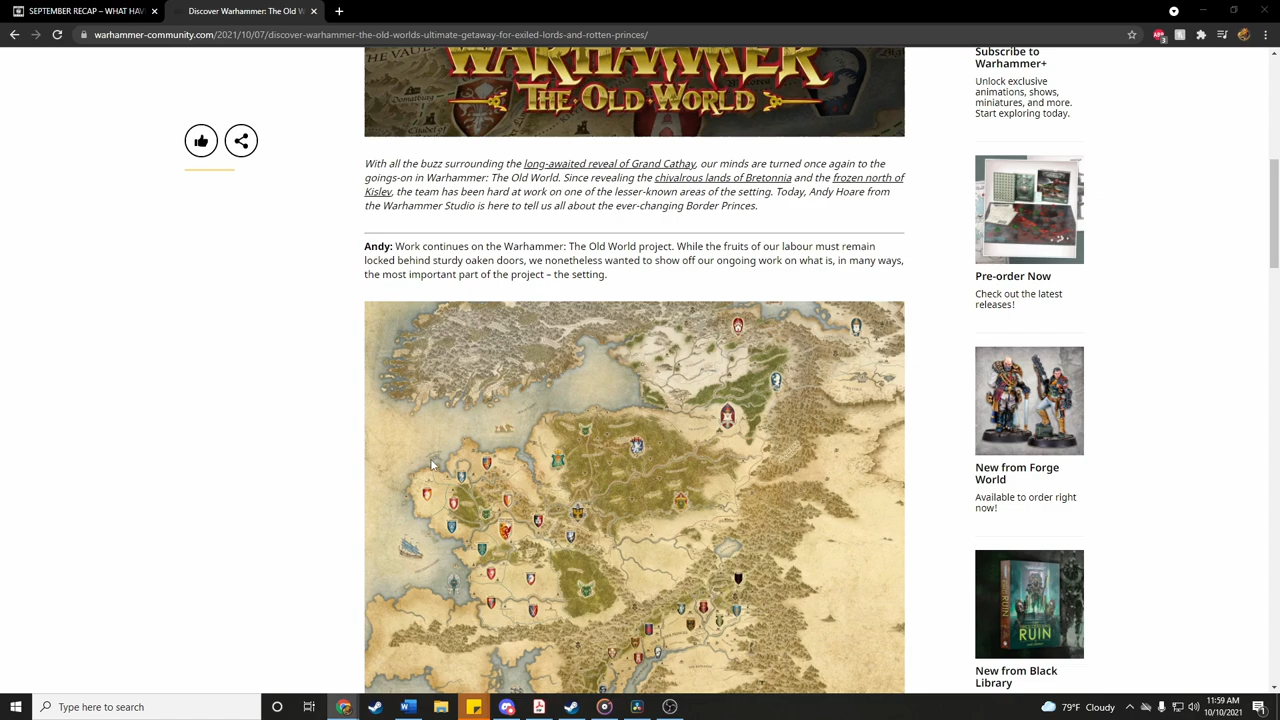 SEPTEMBER RECAP – WHAT HAV
Discover Warhammer: The Old W
warhammer-community.com/2021/10/07/discover-warhammer-the-old-worlds-ultimate-getaway-for-exiled-lords-and-rotten-princes/
WARHAMMER
THE OLD WORLD
With all the buzz surrounding the long-awaited reveal of Grand Cathay, our minds are turned once again to the
goings-on in Warhammer: The Old World. Since revealing the chivalrous lands of Bretonnia and the frozen north of
Kislev, the team has been hard at work on one of the lesser-known areas of the setting. Today, Andy Hoare from
the Warhammer Studio is here to tell us all about the ever-changing Border Princes.
Andy: Work continues on the Warhammer: The Old World project. While the fruits of our labour must remain
locked behind sturdy oaken doors, we nonetheless wanted to show off our ongoing work on what is, in many ways,
the most important part of the project – the setting.
Subscribe to
Warhammer+
Unlock exclusive
animations, shows,
miniatures, and more.
Start exploring today.
Pre-order Now
Check out the latest
releases!
New from Forge
World
Available to order right
now!
RUIN
RUIN
New from Black
Library
Type here to search
79°F Cloudy
11:59 AM
10/10/2021